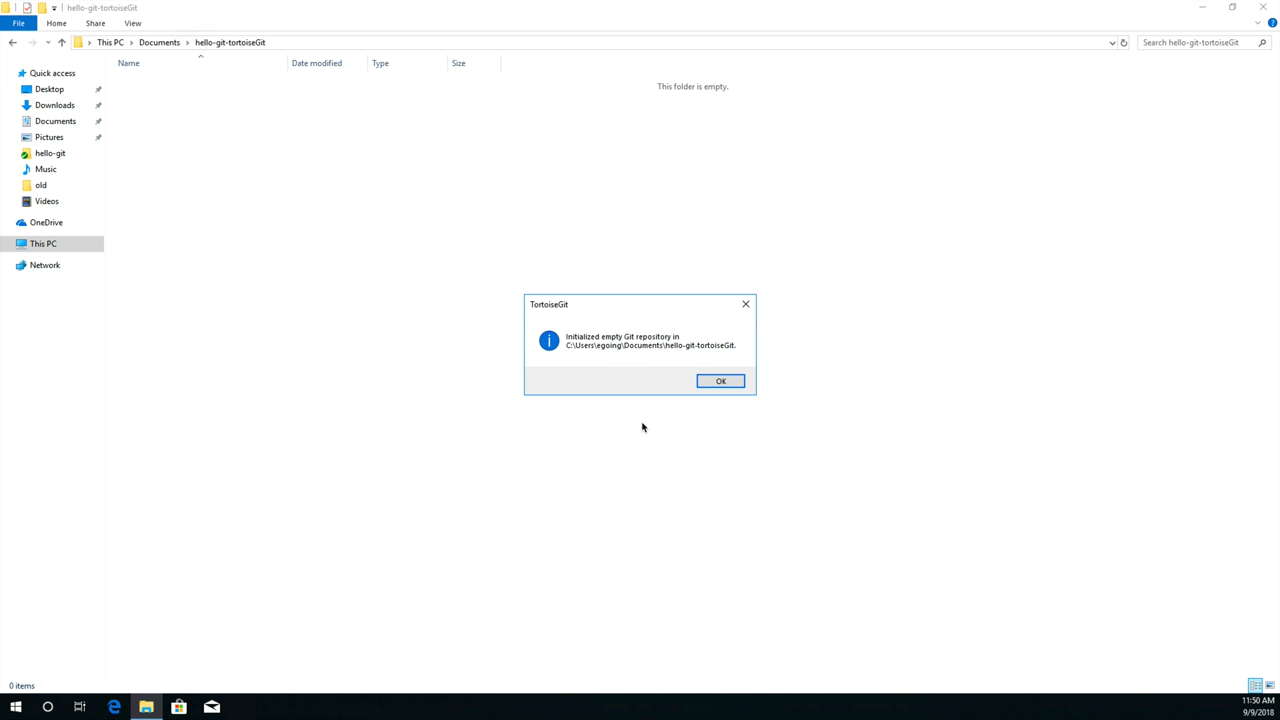 hello-git-tortoiseGit
File Home Share View
This PC Documents hello-git-tortoiseGit
Search hello-git-tortoiseGit
Name Date modified Type Size
This folder is empty.
Quick access
Desktop
Downloads
Documents
Pictures
hello-git
Music
old
Videos
OneDrive
This PC
Network
TortoiseGit
Initialized empty Git repository in
C:\Users\egoing\Documents\hello-git-tortoiseGit.
OK
0 items
11:50 AM
9/9/2018